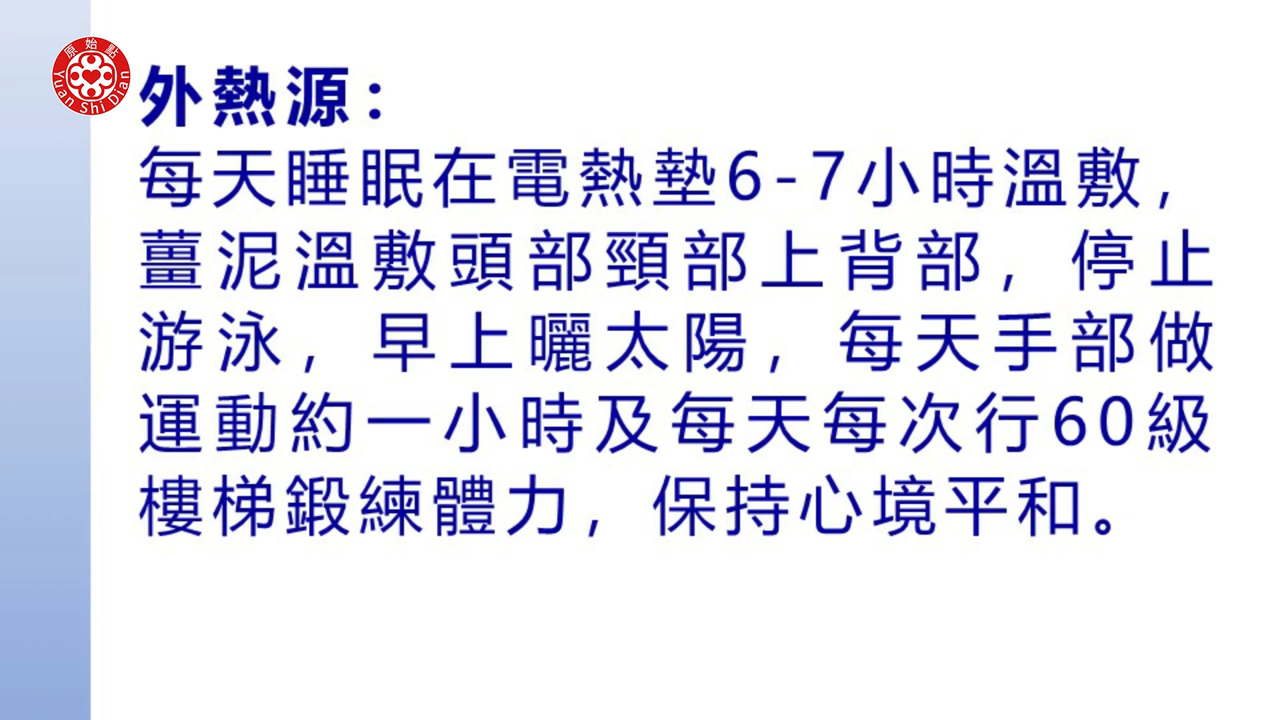 原始點
Yuan Shi Dian
外熱源：
每天睡眠在電熱墊6-7小時溫敷，
薑泥溫敷頭部頸部上背部，停止
游泳，早上曬太陽，每天手部做
運動約一小時及每天每次行60級
樓梯鍛練體力，保持心境平和。